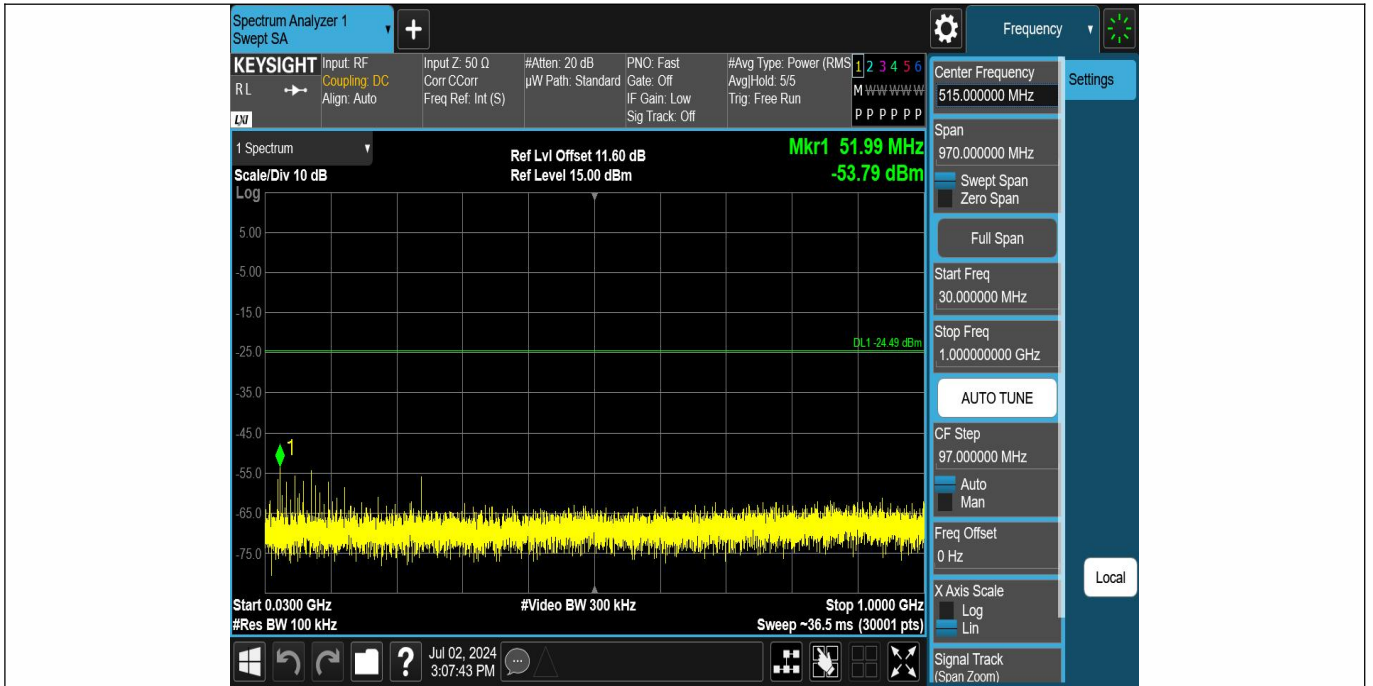 Spectrum Analyzer 1
Swept SA
+
Frequency
KEYSIGHT
R L
LXI
Input: RF
Coupling: DC
Align: Auto
Input Z: 50 Ω
Corr CCorr
Freq Ref: Int (S)
#Atten: 20 dB
µW Path: Standard
PNO: Fast
Gate: Off
IF Gain: Low
Sig Track: Off
#Avg Type: Power (RMS
Avg|Hold: 5/5
Trig: Free Run
1 2 3 4 5 6
M W W W W W
P P P P P P
1 Spectrum
Scale/Div 10 dB
Ref Lvl Offset 11.60 dB
Ref Level 15.00 dBm
Mkr1 51.99 MHz
-53.79 dBm
Log
5.00
-5.00
-15.0
-25.0
DL1 -24.49 dBm
-35.0
-45.0
1
-55.0
-65.0
-75.0
Start 0.0300 GHz
#Video BW 300 kHz
Stop 1.0000 GHz
#Res BW 100 kHz
Sweep ~36.5 ms (30001 pts)
Center Frequency
515.000000 MHz
Settings
Span
970.000000 MHz
Swept Span
Zero Span
Full Span
Start Freq
30.000000 MHz
Stop Freq
1.000000000 GHz
AUTO TUNE
CF Step
97.000000 MHz
Auto
Man
Freq Offset
0 Hz
X Axis Scale
Log
Lin
Local
Signal Track
(Span Zoom)
?
Jul 02, 2024
3:07:43 PM